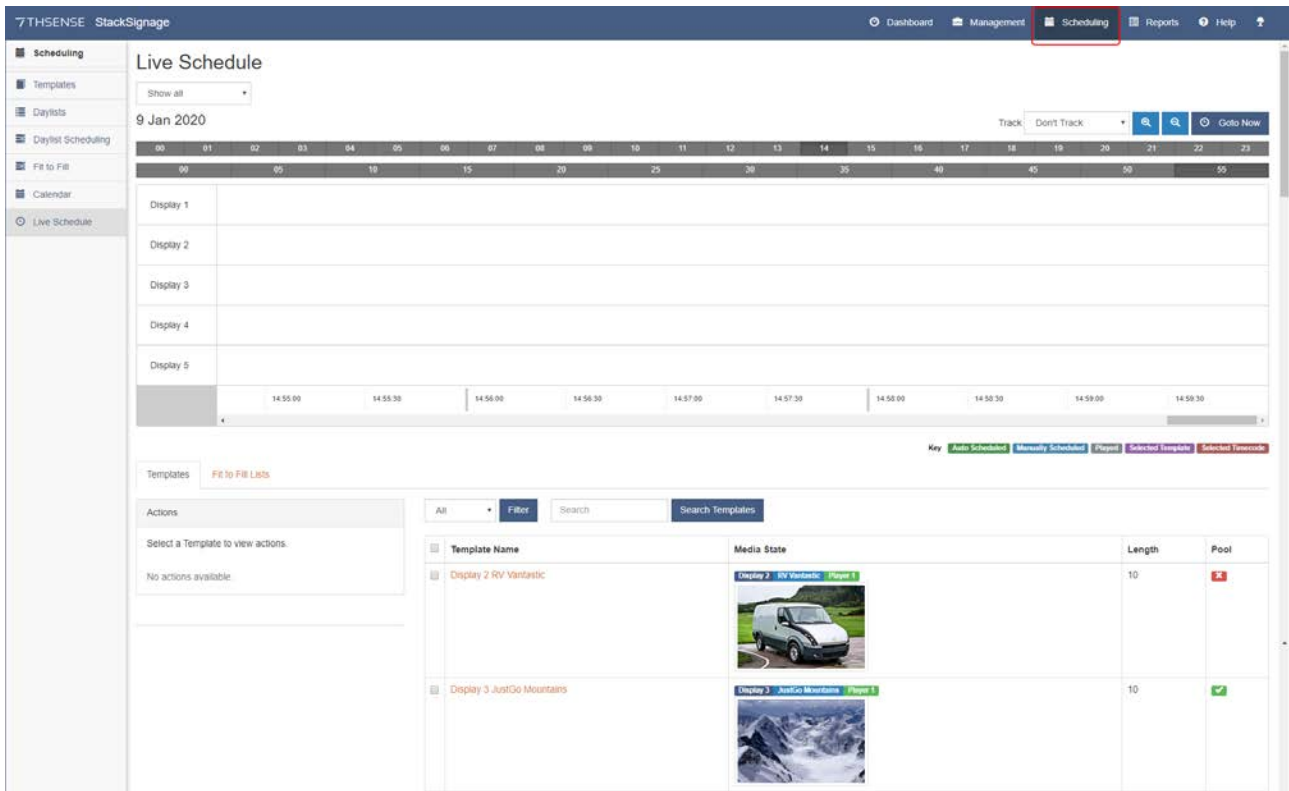 7THSENSE StackSignage
Dashboard Management Scheduling Reports Help
Scheduling
Templates
Daylists
Daylist Scheduling
Fit to Fill
Calendar
Live Schedule
Live Schedule
Show all
9 Jan 2020
Track Don't Track Goto Now
00 01 02 03 04 05 06 07 08 09 10 11 12 13 14 15 16 17 18 19 20 21 22 23
00 05 10 15 20 25 30 35 40 45 50 55
Display 1
Display 2
Display 3
Display 4
Display 5
14:55:00 14:55:30 14:56:00 14:56:30 14:57:00 14:57:30 14:58:00 14:58:30 14:59:00 14:59:30
Key Auto Scheduled Manually Scheduled Played Selected Template Selected Timecode
Templates Fit to Fill Lists
Actions
Select a Template to view actions.
No actions available.
All Filter Search Search Templates
Template Name Media State Length Pool
Display 2 RV Vantastic Display 2 RV Vantastic Player 1 10
Display 3 JustGo Mountains Display 3 JustGo Mountains Player 1 10